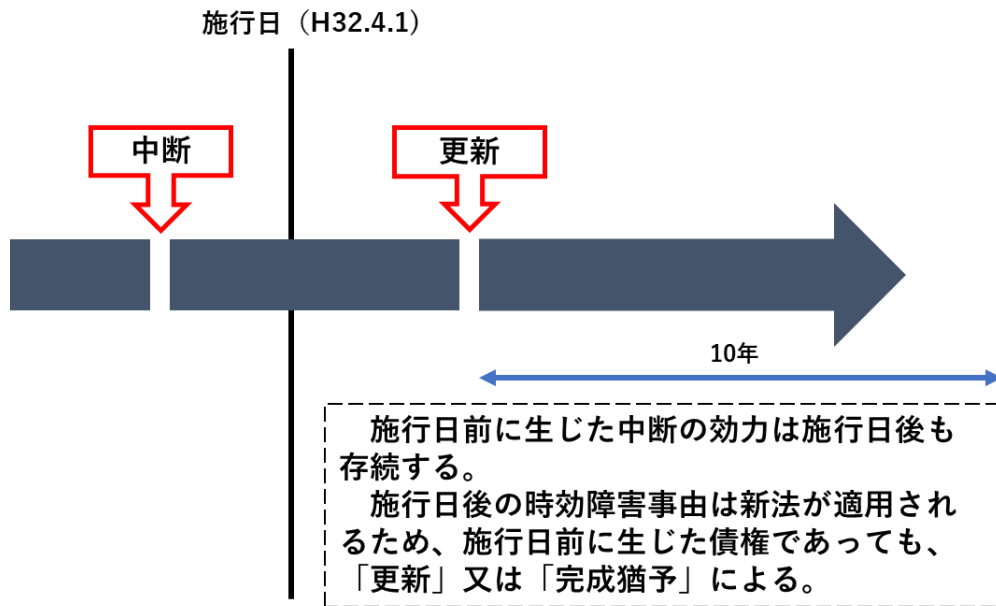 施行日（H32.4.1）
中断
更新
10年
施行日前に生じた中断の効力は施行日後も
存続する。
施行日後の時効障害事由は新法が適用され
るため、施行日前に生じた債権であっても、
「更新」又は「完成猶予」による。